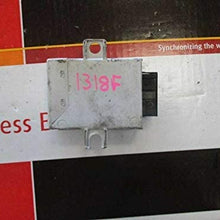 Synchronizing the w
1318F
ess E